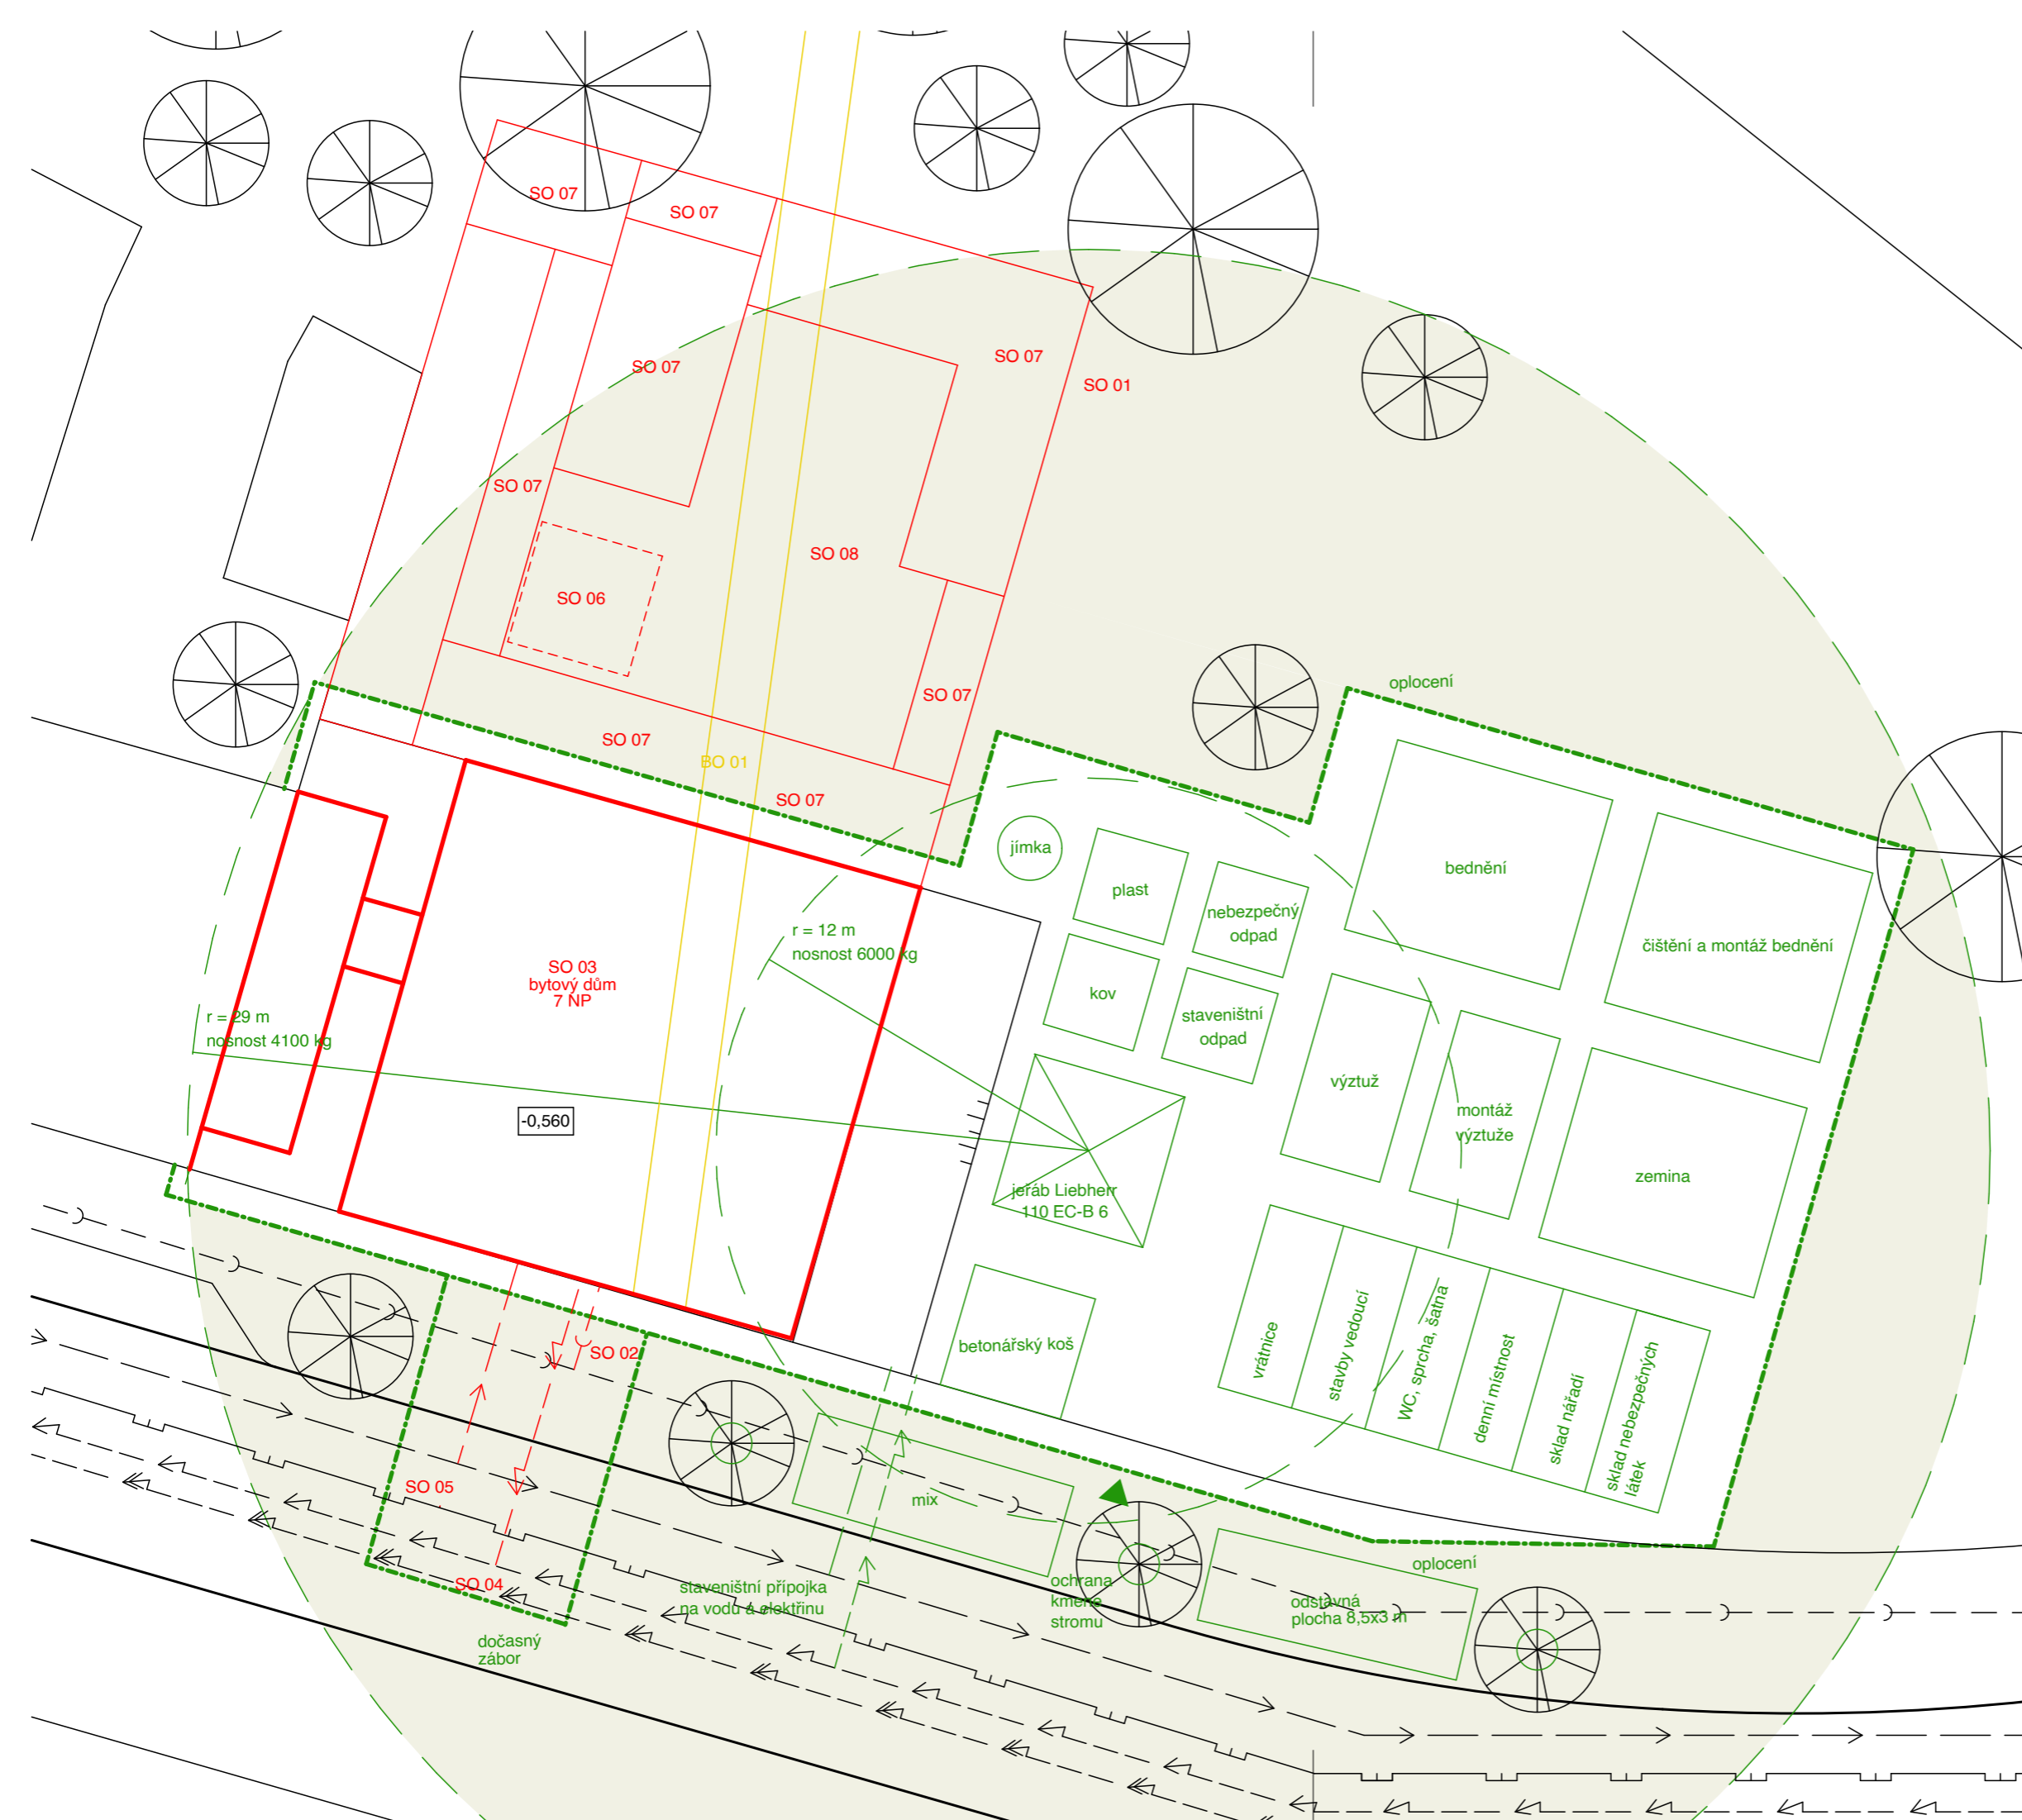 SO 07
SO 07
SO 07
SO 07
SO 01
SO 07
SO 08
SO 06
SO 07
SO 07
BO 01
SO 07
oplocení
jímka
plast
nebezpečný
odpad
bednění
čištění a montáž bednění
r = 12 m
nosnost 6000 kg
SO 03
bytový dům
7 NP
kov
staveništní
odpad
r = 29 m
nosnost 4100 kg
výztuž
montáž
výztuže
-0,560
zemina
jeřáb Liebherr
110 EC-B 6
betonářský koš
vrátnice
stavby vedoucí
WC, sprcha, šatna
denní místnost
sklad nářadí
sklad nebezpečných
látek
SO 02
SO 05
mix
SO 04
staveništní přípojka
na vodu a elektřinu
ochrana
kmene
stromu
oplocení
odstavná
plocha 8,5x3 m
dočasný
zábor